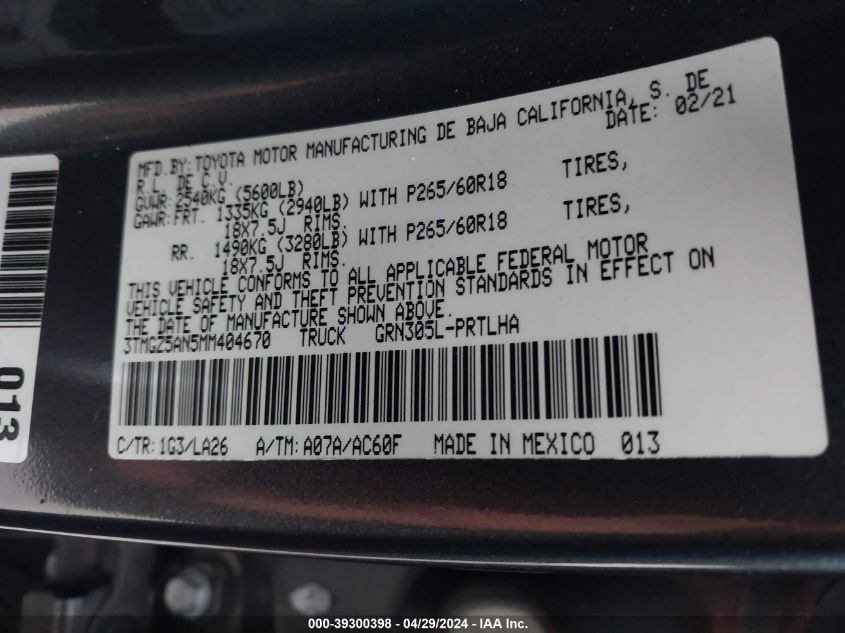 MFD.BY:TOYOTA MOTOR MANUFACTURING DE BAJA CALIFORNIA, S. DE
R.L. DE C.V. DATE: 02/21
GVWR: 2540KG (5600LB)
GAWR:FRT. 1335KG (2940LB) WITH P265/60R18 TIRES,
18X7.5J RIMS.
RR. 1490KG (3280LB) WITH P265/60R18 TIRES,
18X7.5J RIMS.
THIS VEHICLE CONFORMS TO ALL APPLICABLE FEDERAL MOTOR
VEHICLE SAFETY AND THEFT PREVENTION STANDARDS IN EFFECT ON
THE DATE OF MANUFACTURE SHOWN ABOVE.
3TMGZ5AN5MM404670 TRUCK GRN305L-PRTLHA
C/TR:1G3/LA26 A/TM:A07A/AC60F MADE IN MEXICO 013
013
000-39300398 - 04/29/2024 - IAA Inc.